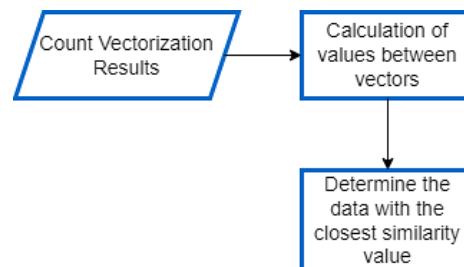 Count Vectorization
Results
Calculation of
values between
vectors
Determine the
data with the
closest similarity
value